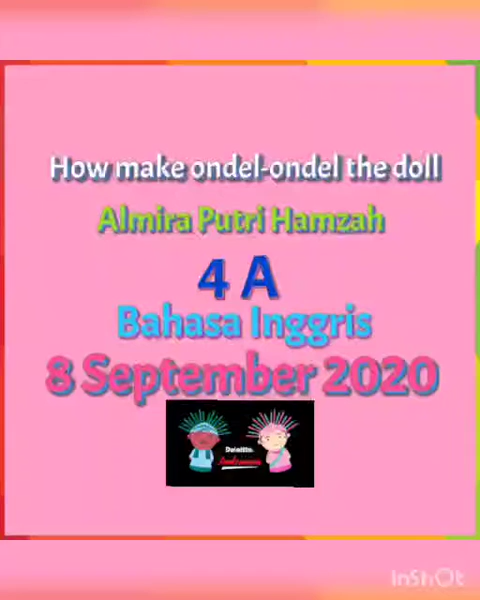 How make ondel-ondel the doll
Almira Putri Hamzah
4 A
Bahasa Inggris
8 September 2020
InShOt